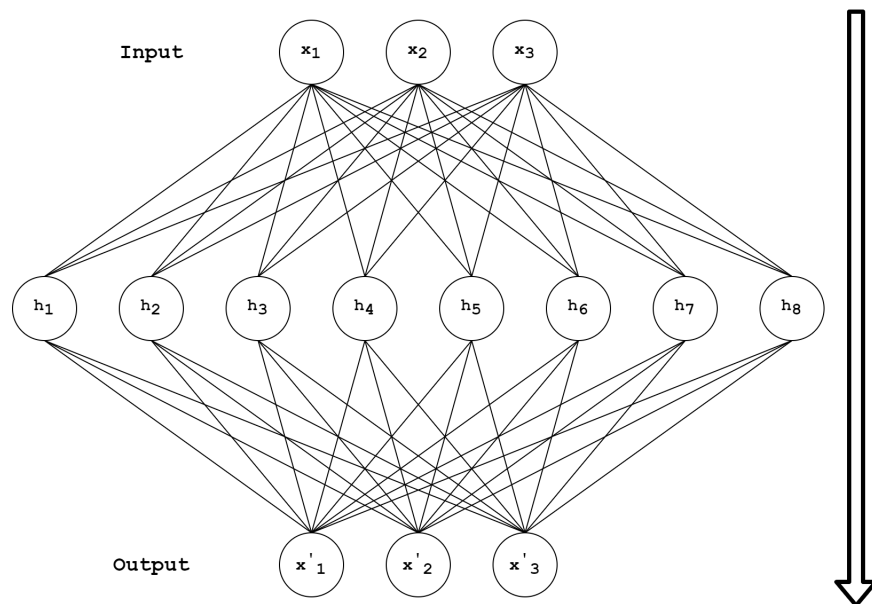 Input x₁ x₂ x₃
h₁ h₂ h₃ h₄ h₅ h₆ h₇ h₈
Output x'₁ x'₂ x'₃